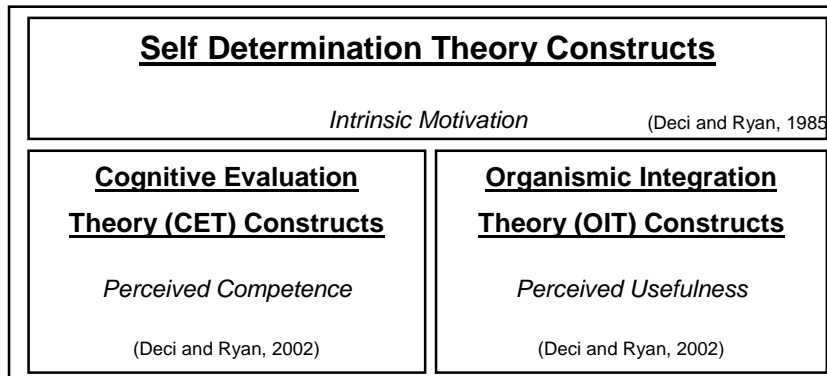 Self Determination Theory Constructs
Intrinsic Motivation (Deci and Ryan, 1985
Cognitive Evaluation
Theory (CET) Constructs
Perceived Competence
(Deci and Ryan, 2002)
Organismic Integration
Theory (OIT) Constructs
Perceived Usefulness
(Deci and Ryan, 2002)